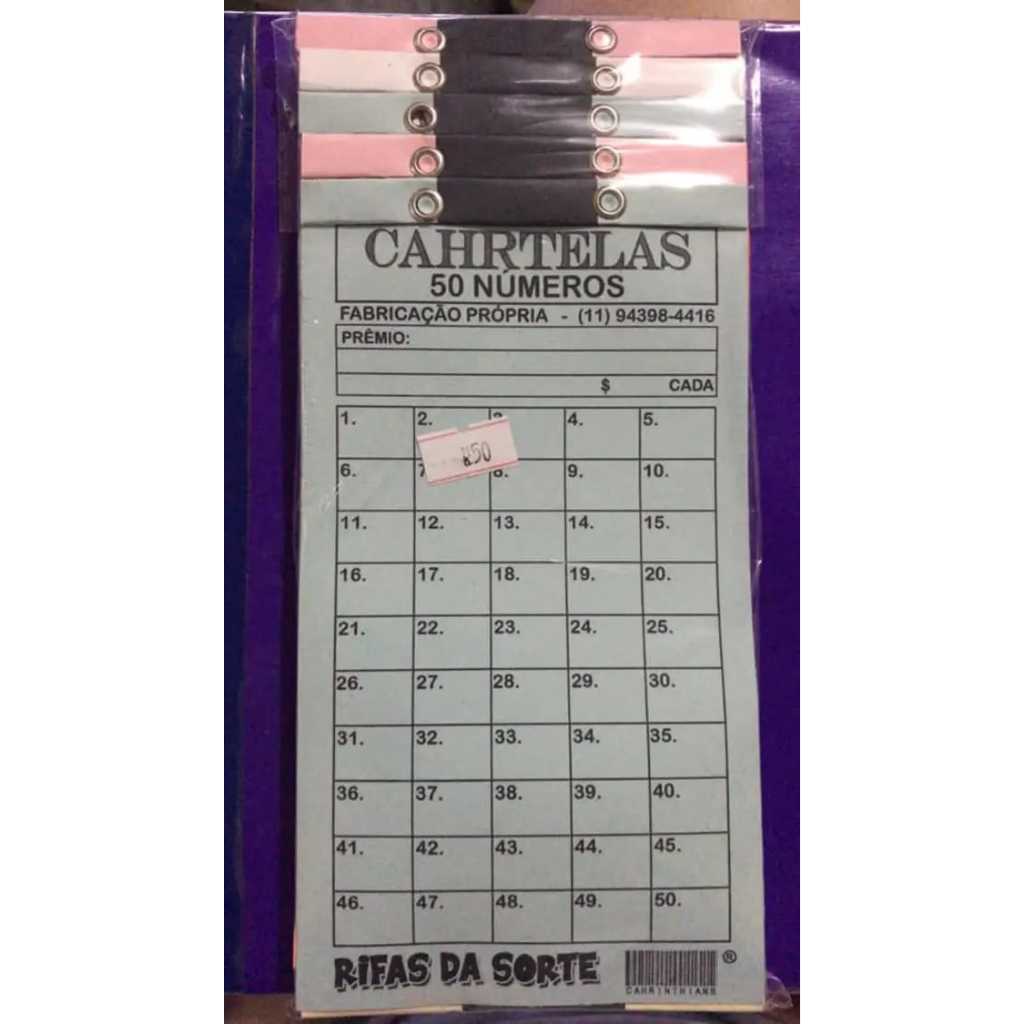 CAHRTELAS
50 NÚMEROS
FABRICAÇÃO PRÓPRIA - (11) 94398-4416
PRÊMIO:
$ CADA
1. 2. 3. 4. 5.
6. 7 8. 9. 10.
11. 12. 13. 14. 15.
16. 17. 18. 19. 20.
21. 22. 23. 24. 25.
26. 27. 28. 29. 30.
31. 32. 33. 34. 35.
36. 37. 38. 39. 40.
41. 42. 43. 44. 45.
46. 47. 48. 49. 50.
RIFAS DA SORTE ®
CAHRINTHIANS